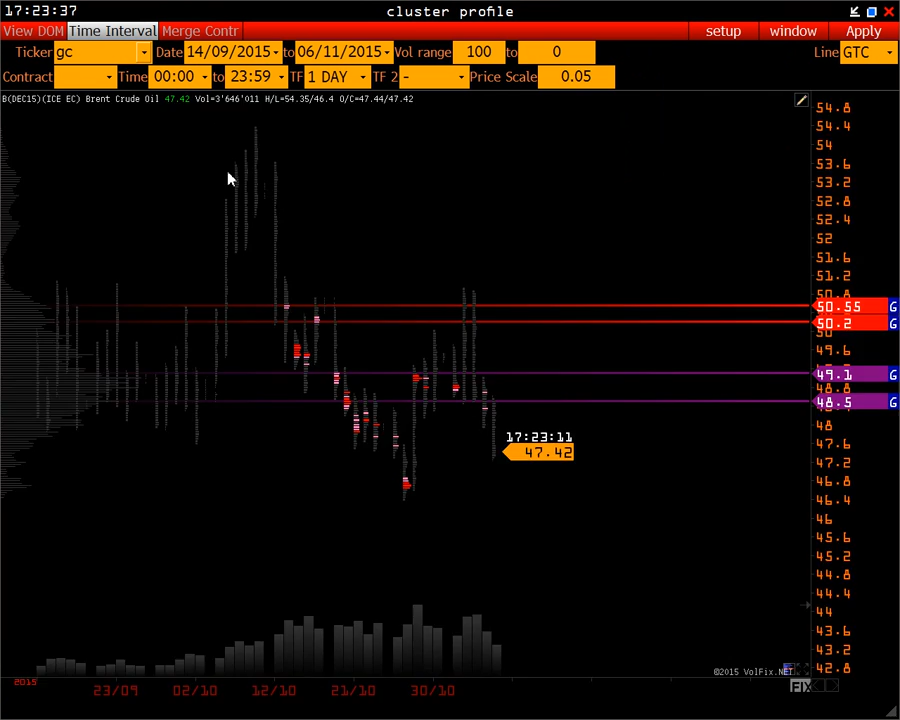 17:23:37 cluster profile
View DOM Time Interval Merge Contr setup window Apply
Ticker gc Date 14/09/2015 to 06/11/2015 Vol range 100 to 0 Line GTC
Contract Time 00:00 to 23:59 TF 1 DAY TF 2 - Price Scale 0.05
B(DEC15)(ICE EC) Brent Crude Oil 47.42 Vol=3'646'011 H/L=54.35/46.4 O/C=47.44/47.42
54.8
54.4
54
53.6
53.2
52.8
52.4
52
51.6
51.2
50.8
50.55 G
50.2 G
50
49.6
49.1 G
48.8
48.5 G
48
17:23:11
47.6
47.42
47.2
46.8
46.4
46
45.6
45.2
44.8
44.4
44
43.6
43.2
42.8
©2015 VolFix.NET
FIX
2015
23/09 02/10 12/10 21/10 30/10